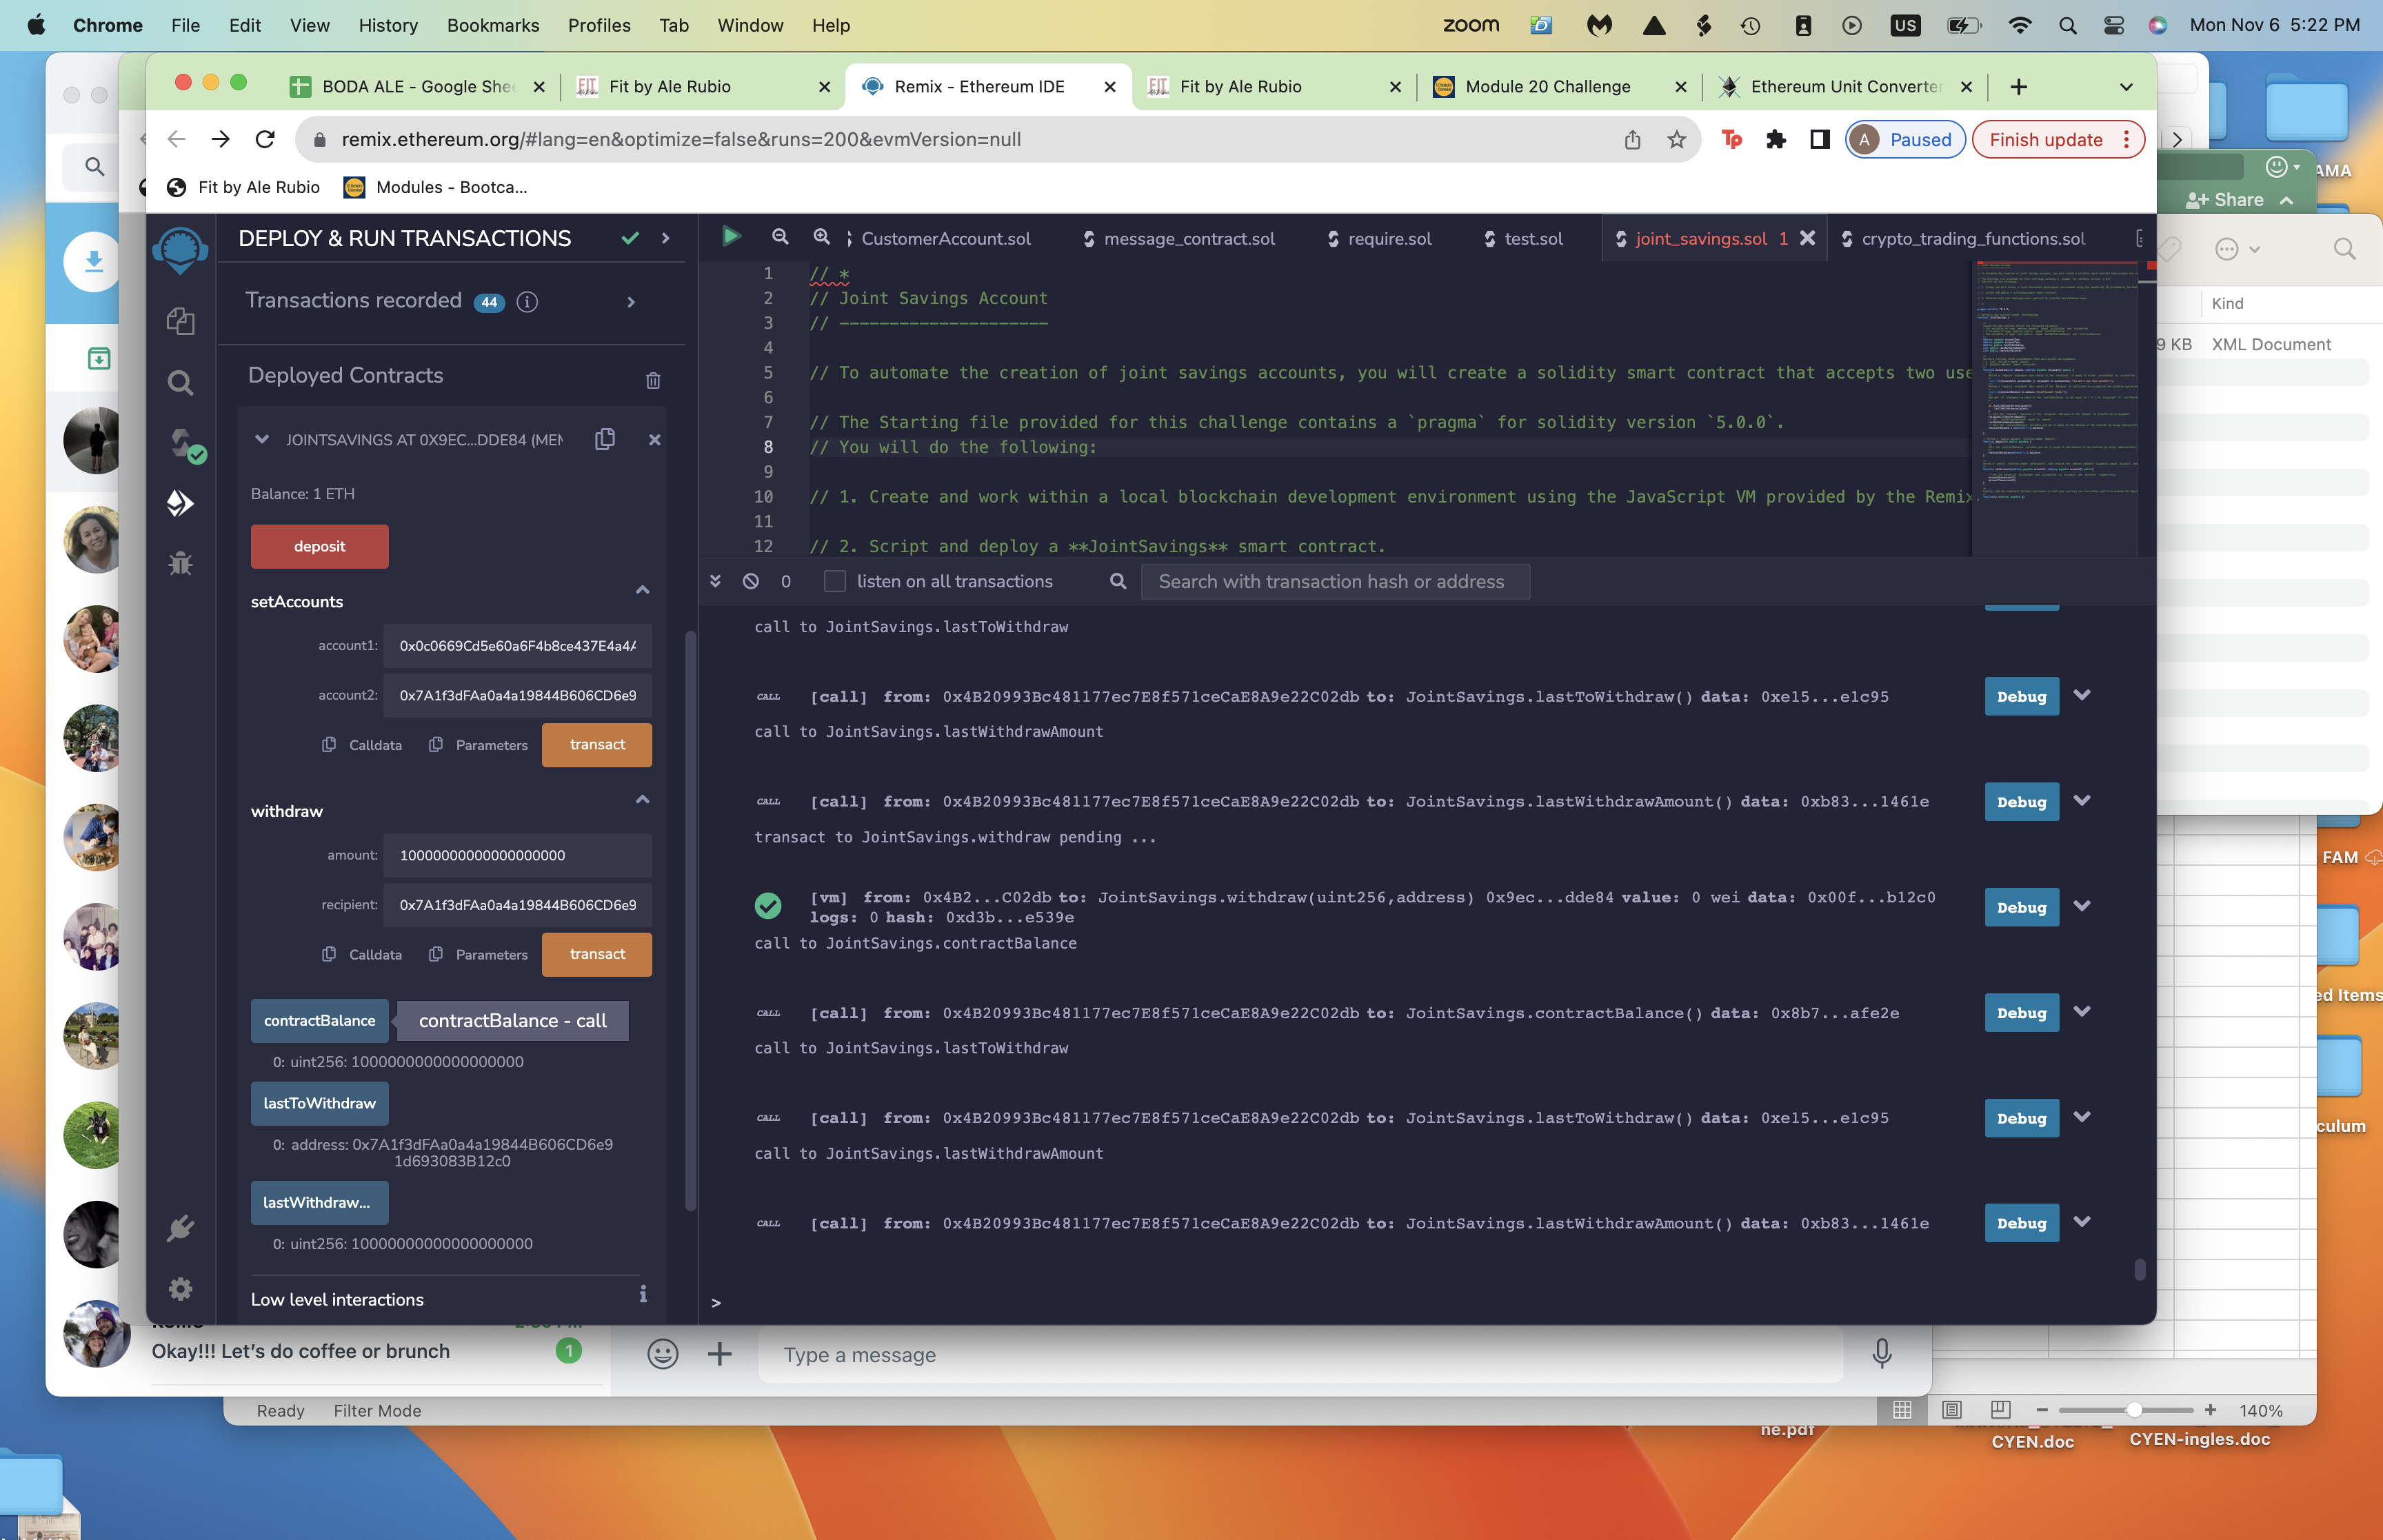 Chrome File Edit View History Bookmarks Profiles Tab Window Help zoom US Mon Nov 6 5:22 PM
BODA ALE - Google She Fit by Ale Rubio Remix - Ethereum IDE Fit by Ale Rubio Module 20 Challenge Ethereum Unit Converter
remix.ethereum.org/#lang=en&optimize=false&runs=200&evmVersion=null Tp A Paused Finish update
Fit by Ale Rubio Modules - Bootca...
AMA
Share
DEPLOY & RUN TRANSACTIONS
CustomerAccount.sol message_contract.sol require.sol test.sol joint_savings.sol 1 crypto_trading_functions.sol
Transactions recorded 44 i
Deployed Contracts
JOINTSAVINGS AT 0X9EC...DDE84 (MEM
Balance: 1 ETH
deposit
setAccounts
account1: 0x0c0669Cd5e60a6F4b8ce437E4a4A
account2: 0x7A1f3dFAa0a4a19844B606CD6e9
Calldata Parameters transact
withdraw
amount: 10000000000000000000
recipient: 0x7A1f3dFAa0a4a19844B606CD6e9
Calldata Parameters transact
contractBalance contractBalance - call
0: uint256: 1000000000000000000
lastToWithdraw
0: address: 0x7A1f3dFAa0a4a19844B606CD6e9
1d693083B12c0
lastWithdraw...
0: uint256: 10000000000000000000
Low level interactions i
1 // *
2 // Joint Savings Account
3 // ---------------------
4
5 // To automate the creation of joint savings accounts, you will create a solidity smart contract that accepts two use
6
7 // The Starting file provided for this challenge contains a `pragma` for solidity version `5.0.0`.
8 // You will do the following:
9
10 // 1. Create and work within a local blockchain development environment using the JavaScript VM provided by the Remix
11
12 // 2. Script and deploy a **JointSavings** smart contract.
0 listen on all transactions Search with transaction hash or address
call to JointSavings.lastToWithdraw
CALL [call] from: 0x4B20993Bc481177ec7E8f571ceCaE8A9e22C02db to: JointSavings.lastToWithdraw() data: 0xe15...e1c95 Debug
call to JointSavings.lastWithdrawAmount
CALL [call] from: 0x4B20993Bc481177ec7E8f571ceCaE8A9e22C02db to: JointSavings.lastWithdrawAmount() data: 0xb83...1461e Debug
transact to JointSavings.withdraw pending ...
[vm] from: 0x4B2...C02db to: JointSavings.withdraw(uint256,address) 0x9ec...dde84 value: 0 wei data: 0x00f...b12c0 Debug
logs: 0 hash: 0xd3b...e539e
call to JointSavings.contractBalance
CALL [call] from: 0x4B20993Bc481177ec7E8f571ceCaE8A9e22C02db to: JointSavings.contractBalance() data: 0x8b7...afe2e Debug
call to JointSavings.lastToWithdraw
CALL [call] from: 0x4B20993Bc481177ec7E8f571ceCaE8A9e22C02db to: JointSavings.lastToWithdraw() data: 0xe15...e1c95 Debug
call to JointSavings.lastWithdrawAmount
CALL [call] from: 0x4B20993Bc481177ec7E8f571ceCaE8A9e22C02db to: JointSavings.lastWithdrawAmount() data: 0xb83...1461e Debug
>
Kind
9 KB XML Document
FAM
ed Items
culum
Okay!!! Let's do coffee or brunch 1
Type a message
Ready Filter Mode 140%
ne.pdf
CYEN.doc
CYEN-ingles.doc